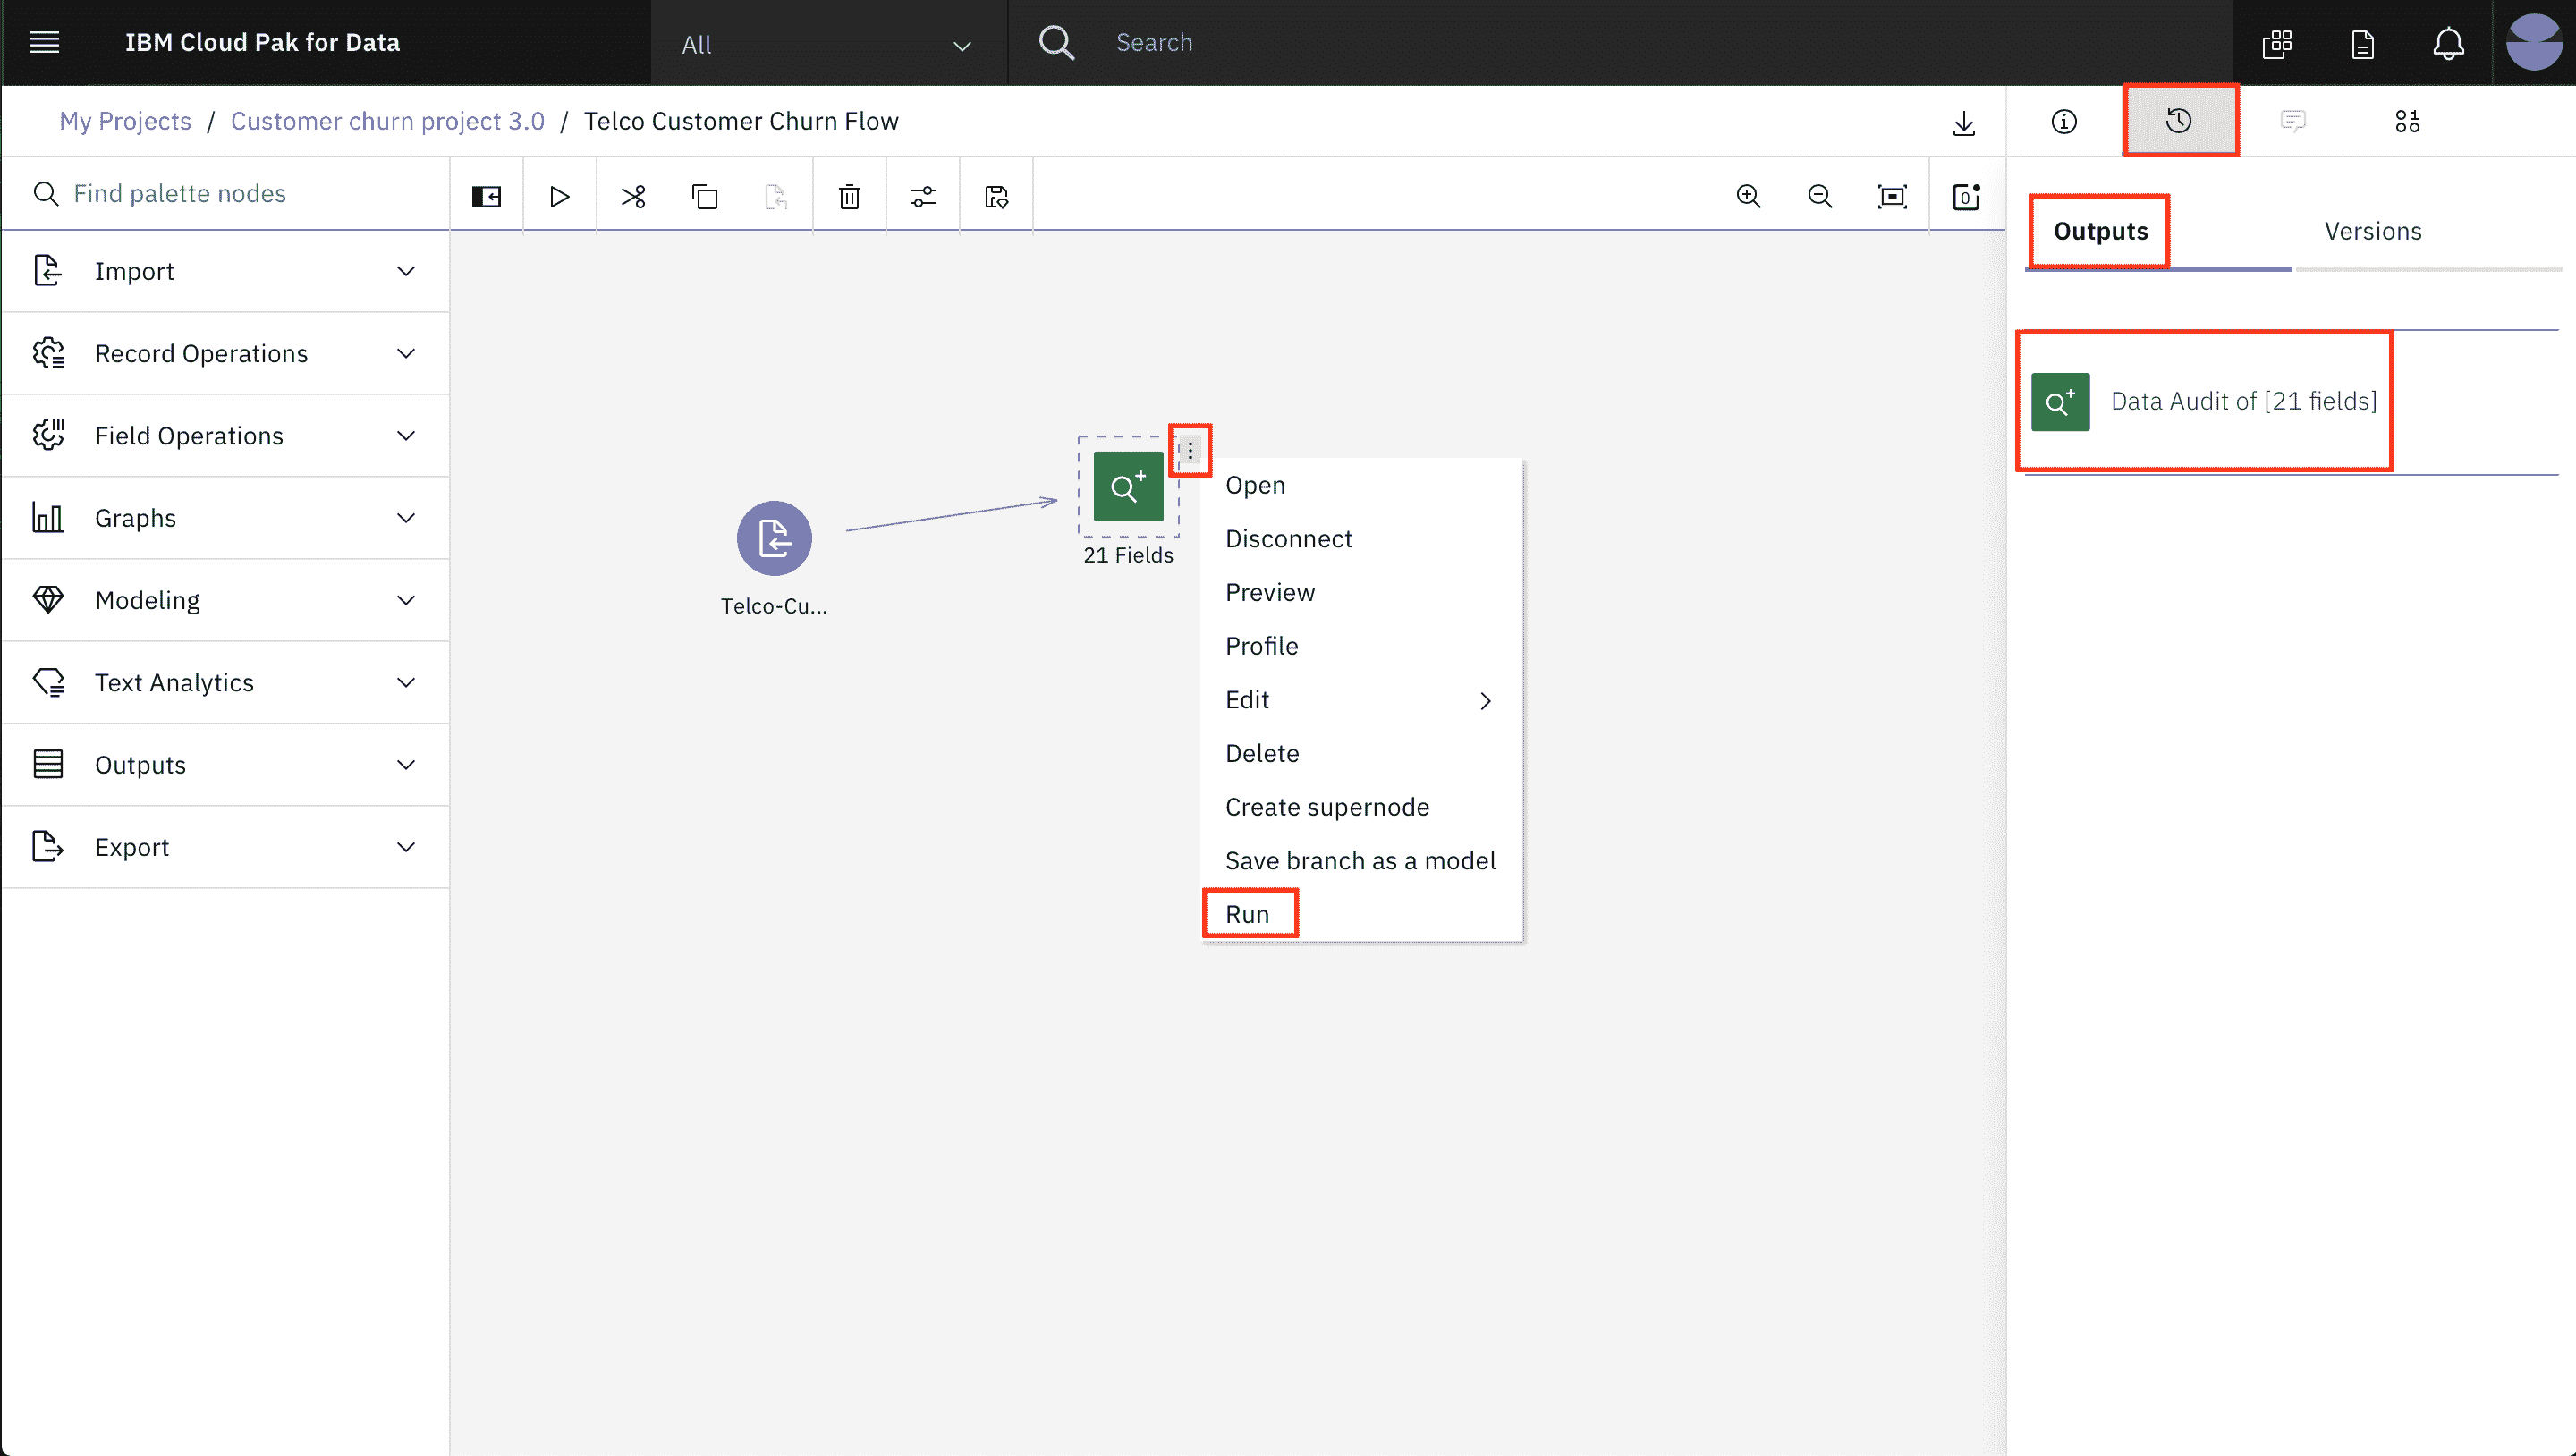 IBM Cloud Pak for Data
All
Search
My Projects / Customer churn project 3.0 / Telco Customer Churn Flow
Find palette nodes
0
Import
Record Operations
Field Operations
Graphs
Modeling
Text Analytics
Outputs
Export
Telco-Cu...
21 Fields
Open
Disconnect
Preview
Profile
Edit
Delete
Create supernode
Save branch as a model
Run
Outputs
Versions
Data Audit of [21 fields]